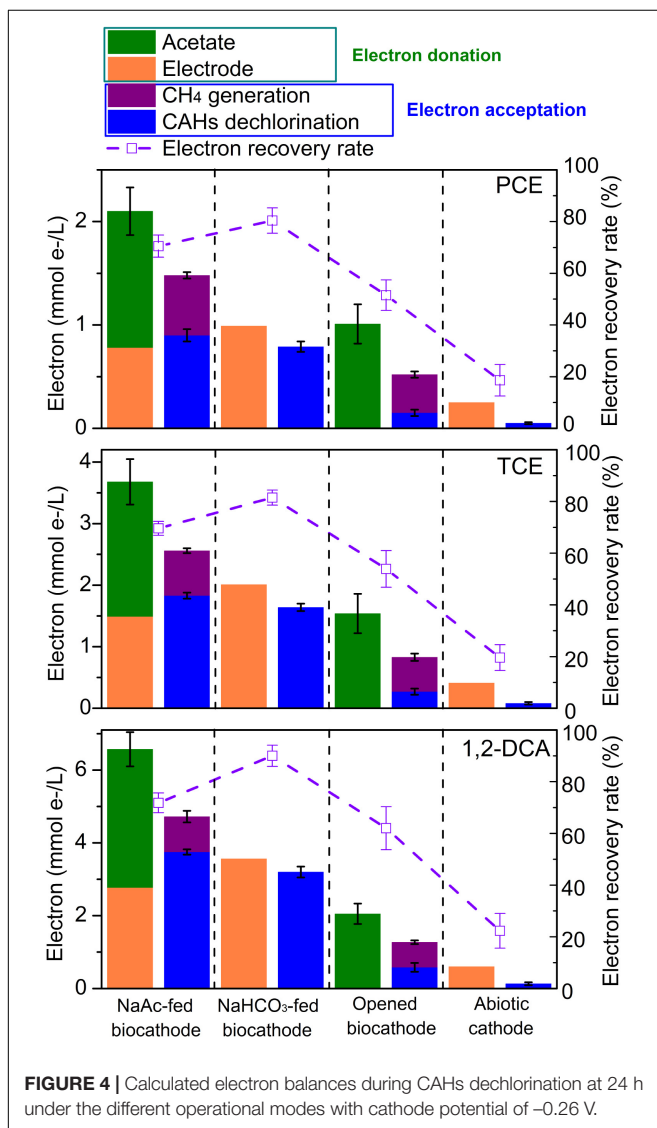 Acetate
Electrode
Electron donation
CH4 generation
CAHs dechlorination
Electron acceptation
Electron recovery rate
PCE
Electron (mmol e-/L)
2
1
0
100
80
60
40
20
0
Electron recovery rate (%)
TCE
Electron (mmol e-/L)
4
3
2
1
0
100
80
60
40
20
0
Electron recovery rate (%)
1,2-DCA
Electron (mmol e-/L)
6
4
2
0
100
80
60
40
20
0
Electron recovery rate (%)
NaAc-fed
biocathode
NaHCO3-fed
biocathode
Opened
biocathode
Abiotic
cathode
FIGURE 4 | Calculated electron balances during CAHs dechlorination at 24 h
under the different operational modes with cathode potential of –0.26 V.